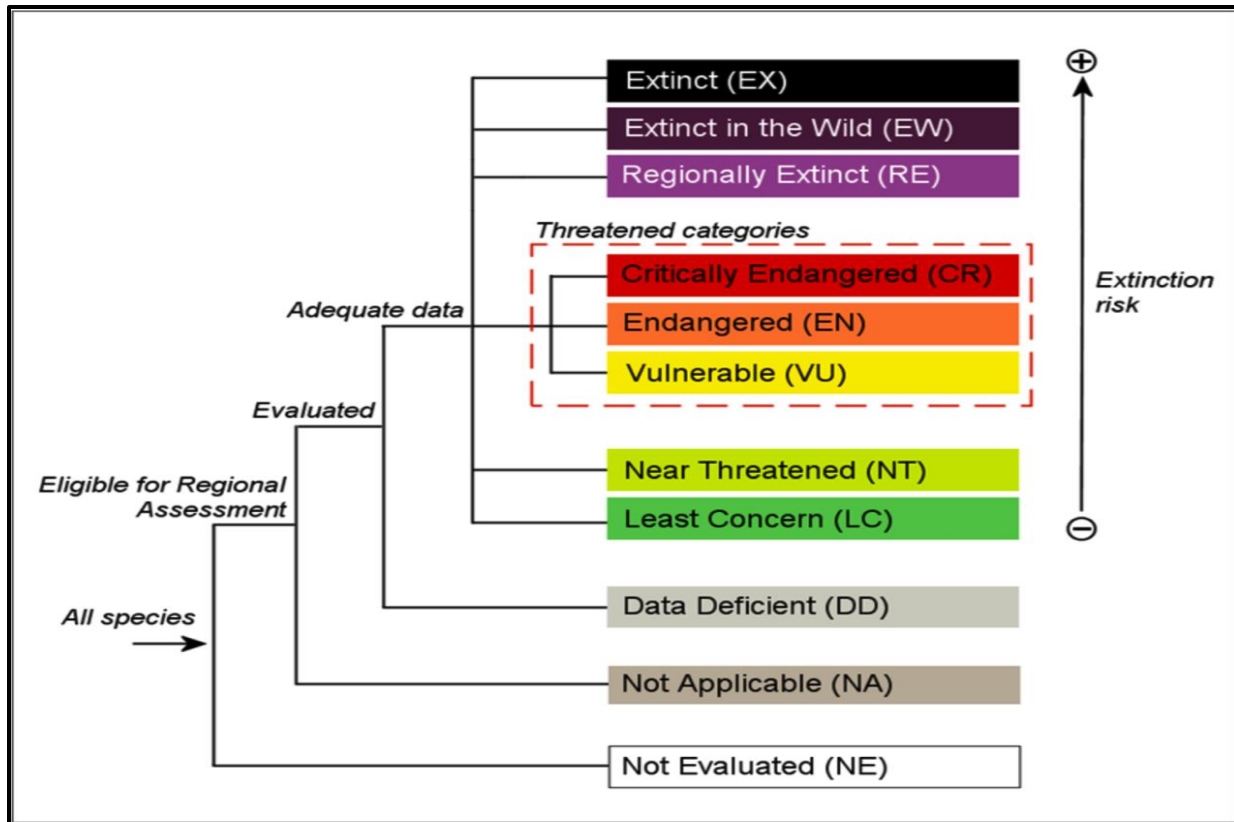 Extinct (EX)
Extinct in the Wild (EW)
Regionally Extinct (RE)
Threatened categories
Critically Endangered (CR)
Extinction
risk
Adequate data
Endangered (EN)
Vulnerable (VU)
Evaluated
Near Threatened (NT)
Eligible for Regional
Assessment
Least Concern (LC)
Data Deficient (DD)
All species
Not Applicable (NA)
Not Evaluated (NE)